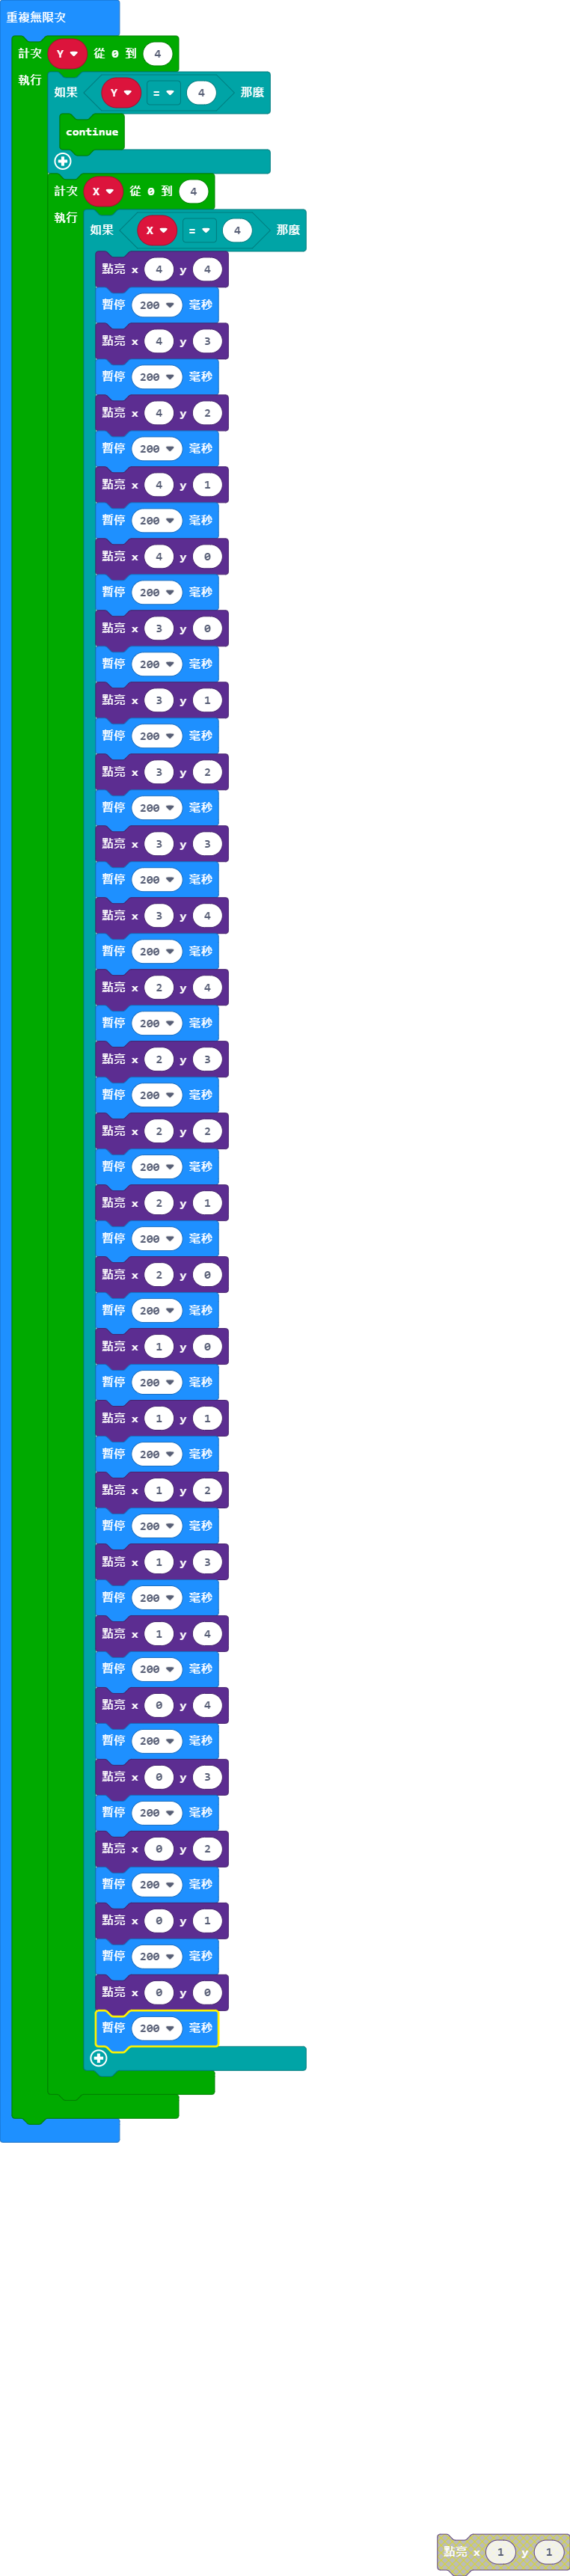 重複無限次
計次 Y 從 0 到 4
執行
如果 Y = 4 那麼
continue
計次 X 從 0 到 4
執行
如果 X = 4 那麼
點亮 x 4 y 4
暫停 200 毫秒
點亮 x 4 y 3
暫停 200 毫秒
點亮 x 4 y 2
暫停 200 毫秒
點亮 x 4 y 1
暫停 200 毫秒
點亮 x 4 y 0
暫停 200 毫秒
點亮 x 3 y 0
暫停 200 毫秒
點亮 x 3 y 1
暫停 200 毫秒
點亮 x 3 y 2
暫停 200 毫秒
點亮 x 3 y 3
暫停 200 毫秒
點亮 x 3 y 4
暫停 200 毫秒
點亮 x 2 y 4
暫停 200 毫秒
點亮 x 2 y 3
暫停 200 毫秒
點亮 x 2 y 2
暫停 200 毫秒
點亮 x 2 y 1
暫停 200 毫秒
點亮 x 2 y 0
暫停 200 毫秒
點亮 x 1 y 0
暫停 200 毫秒
點亮 x 1 y 1
暫停 200 毫秒
點亮 x 1 y 2
暫停 200 毫秒
點亮 x 1 y 3
暫停 200 毫秒
點亮 x 1 y 4
暫停 200 毫秒
點亮 x 0 y 4
暫停 200 毫秒
點亮 x 0 y 3
暫停 200 毫秒
點亮 x 0 y 2
暫停 200 毫秒
點亮 x 0 y 1
暫停 200 毫秒
點亮 x 0 y 0
暫停 200 毫秒
點亮 x 1 y 1